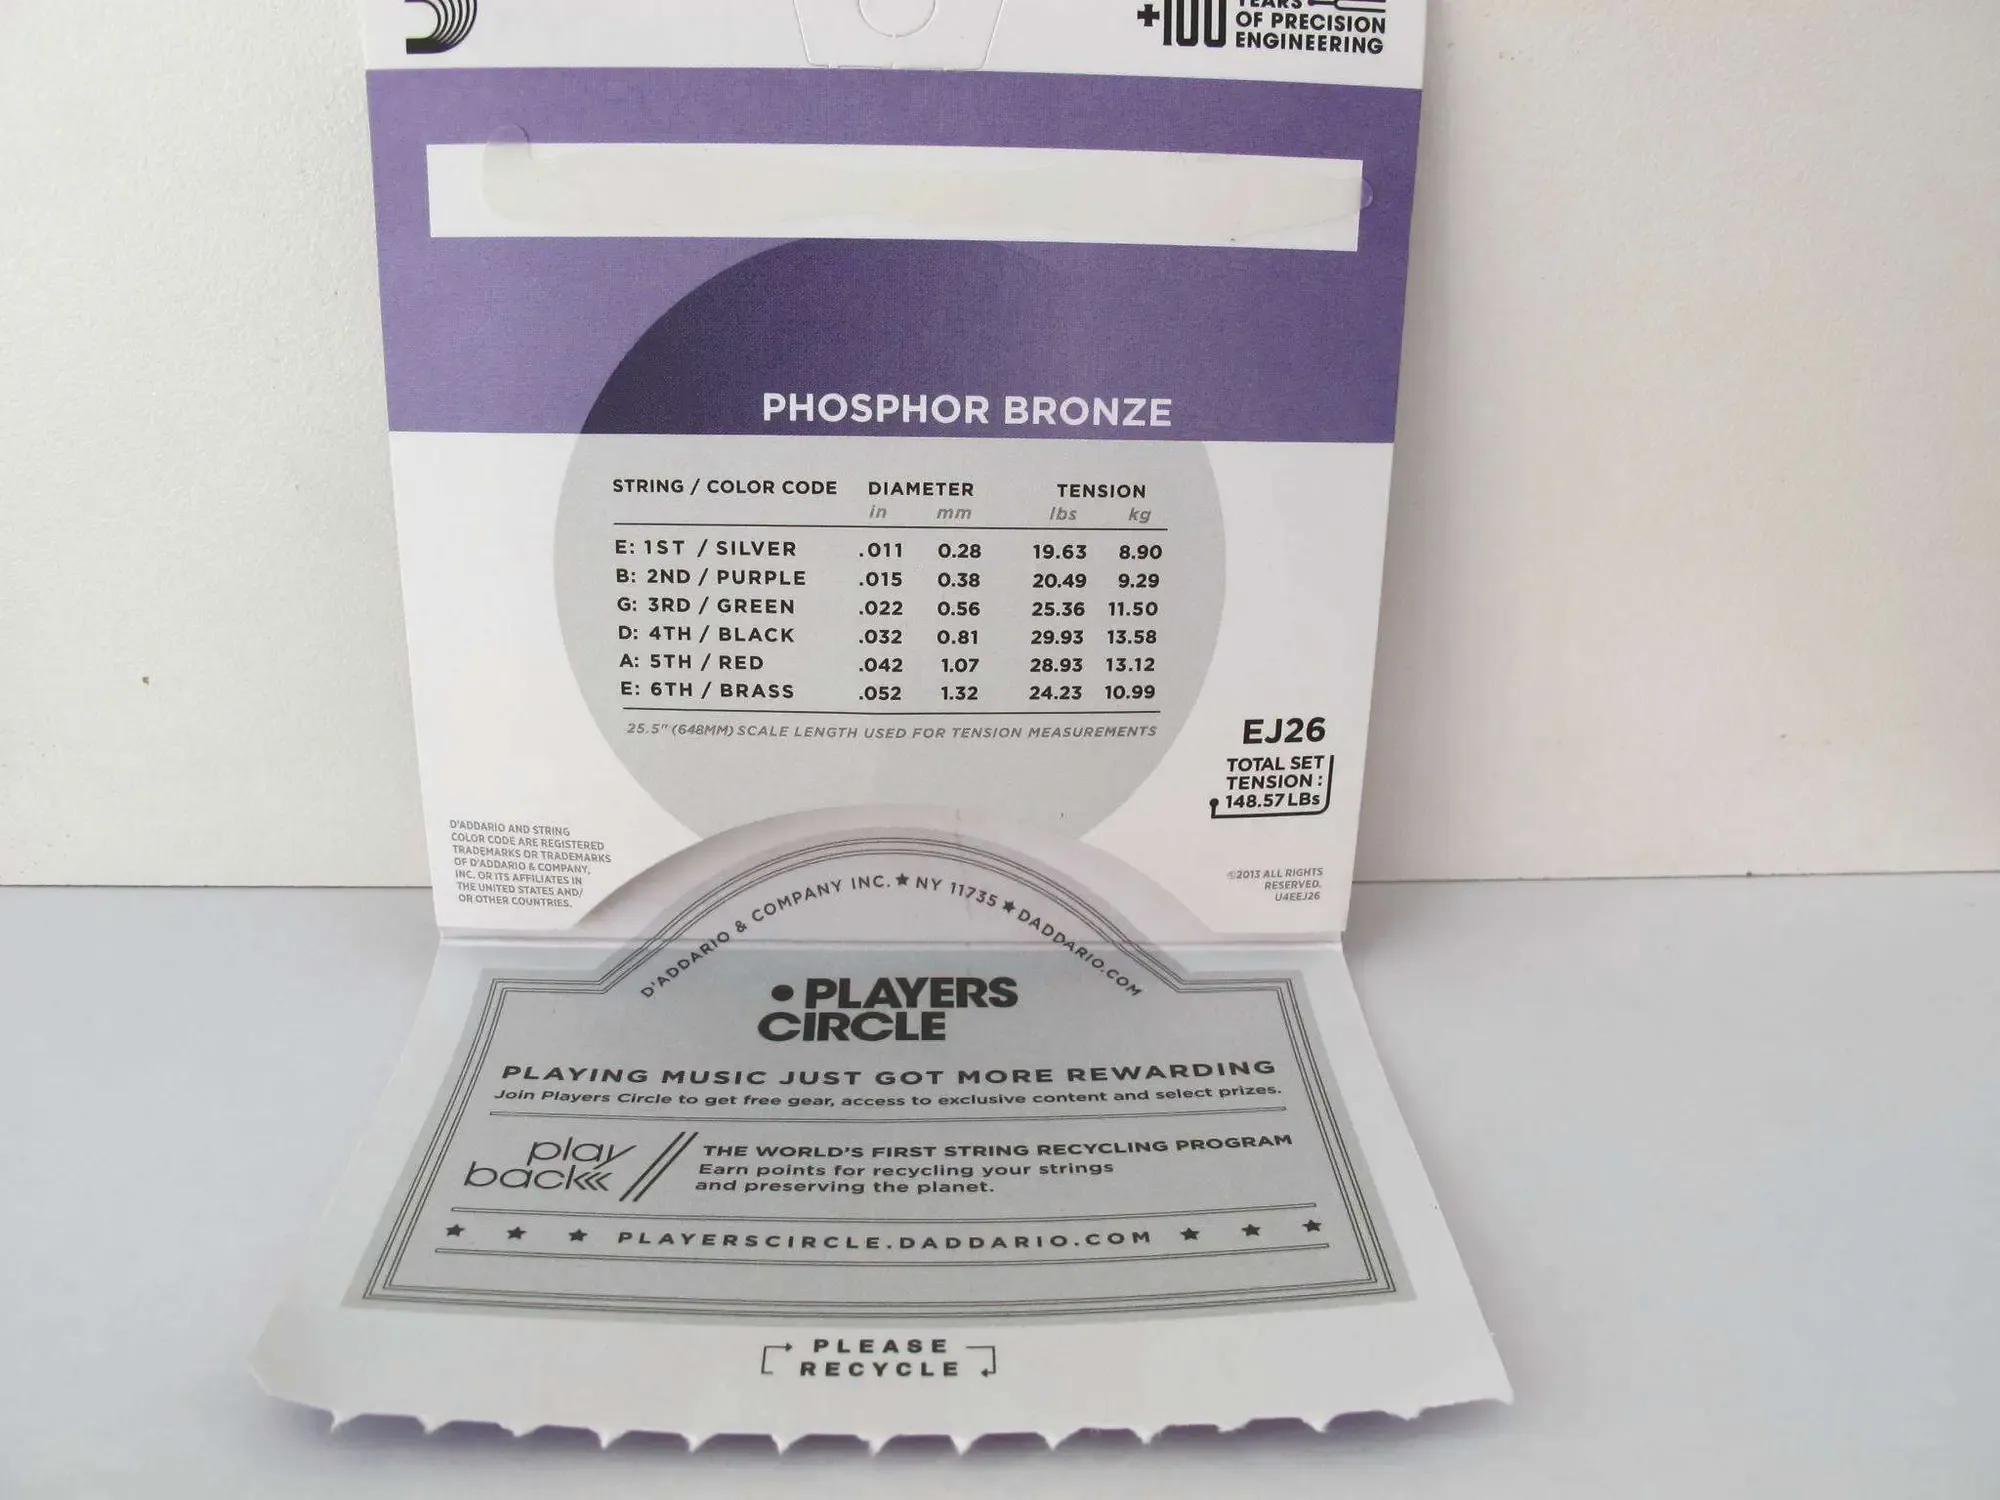 +100 YEARS
OF PRECISION
ENGINEERING
PHOSPHOR BRONZE
STRING / COLOR CODE DIAMETER TENSION
in mm lbs kg
E: 1ST / SILVER .011 0.28 19.63 8.90
B: 2ND / PURPLE .015 0.38 20.49 9.29
G: 3RD / GREEN .022 0.56 25.36 11.50
D: 4TH / BLACK .032 0.81 29.93 13.58
A: 5TH / RED .042 1.07 28.93 13.12
E: 6TH / BRASS .052 1.32 24.23 10.99
25.5" (648MM) SCALE LENGTH USED FOR TENSION MEASUREMENTS
EJ26
TOTAL SET
TENSION :
148.57 LBs
D'ADDARIO AND STRING
COLOR CODE ARE REGISTERED
TRADEMARKS OR TRADEMARKS
OF D'ADDARIO & COMPANY,
INC. OR ITS AFFILIATES IN
THE UNITED STATES AND/
OR OTHER COUNTRIES.
©2013 ALL RIGHTS
RESERVED.
U4EEJ26
D'ADDARIO & COMPANY INC. ★ NY 11735 ★ DADDARIO.COM
• PLAYERS
CIRCLE
PLAYING MUSIC JUST GOT MORE REWARDING
Join Players Circle to get free gear, access to exclusive content and select prizes.
play
back
THE WORLD'S FIRST STRING RECYCLING PROGRAM
Earn points for recycling your strings
and preserving the planet.
★ ★ ★ PLAYERSCIRCLE.DADDARIO.COM ★ ★ ★
PLEASE
RECYCLE